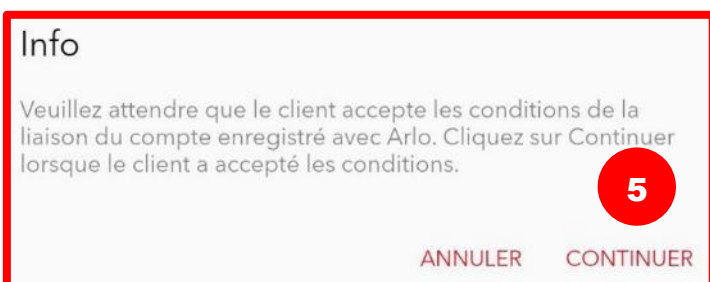 Info
Veuillez attendre que le client accepte les conditions de la
liaison du compte enregistré avec Arlo. Cliquez sur Continuer
lorsque le client a accepté les conditions.
5
ANNULER CONTINUER